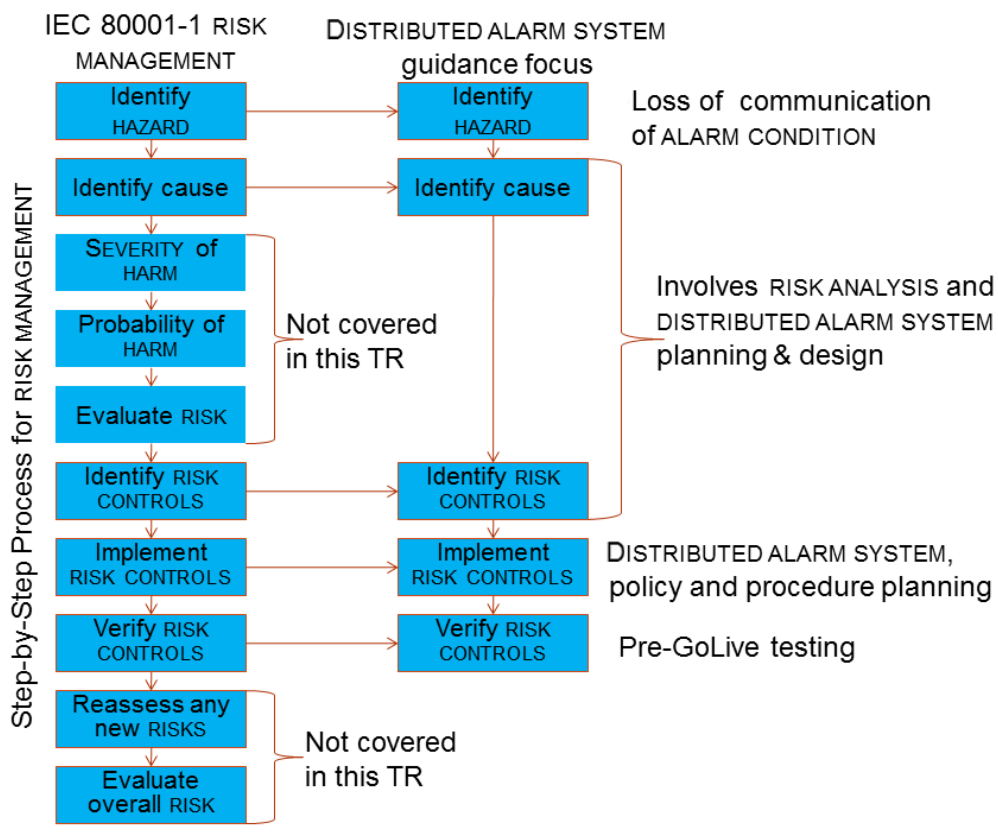 IEC 80001-1 RISK
MANAGEMENT
DISTRIBUTED ALARM SYSTEM
guidance focus
Step-by-Step Process for RISK MANAGEMENT
Identify
HAZARD
Identify
HAZARD
Loss of communication
of ALARM CONDITION
Identify cause
Identify cause
SEVERITY of
HARM
Probability of
HARM
Evaluate RISK
Not covered
in this TR
Involves RISK ANALYSIS and
DISTRIBUTED ALARM SYSTEM
planning & design
Identify RISK
CONTROLS
Identify RISK
CONTROLS
Implement
RISK CONTROLS
Implement
RISK CONTROLS
DISTRIBUTED ALARM SYSTEM,
policy and procedure planning
Verify RISK
CONTROLS
Verify RISK
CONTROLS
Pre-GoLive testing
Reassess any
new RISKS
Evaluate
overall RISK
Not covered
in this TR